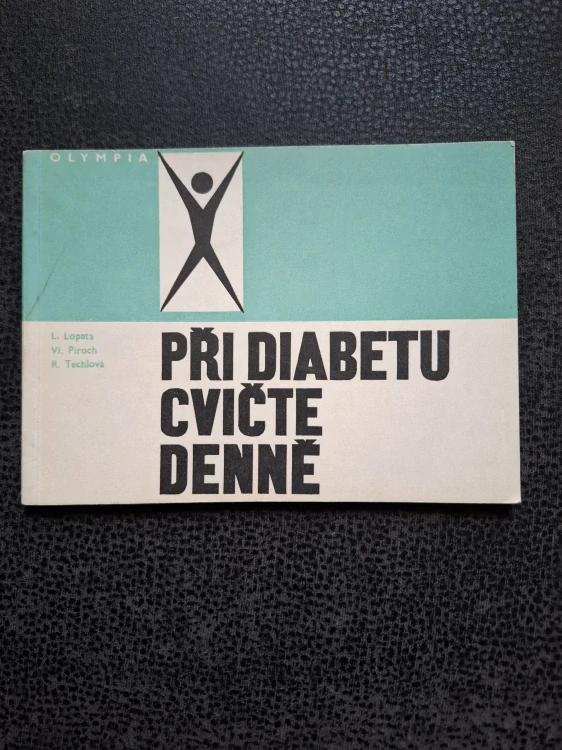 OLYMPIA
L. Lopata
Vl. Piroch
R. Techlová
PŘI DIABETU
CVIČTE
DENNĚ